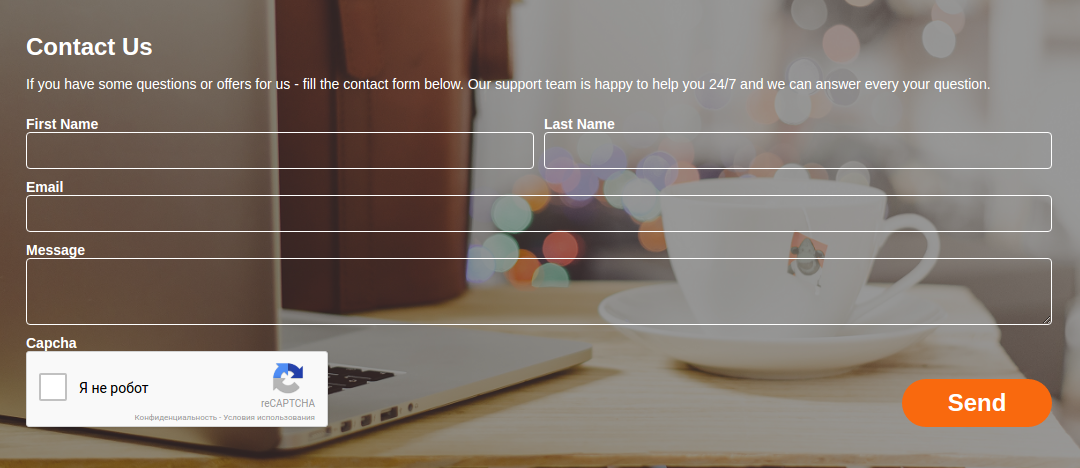 Contact Us
If you have some questions or offers for us - fill the contact form below. Our support team is happy to help you 24/7 and we can answer every your question.
First Name Last Name
Email
Message
Capcha
Я не робот
reCAPTCHA
Конфиденциальность - Условия использования
Send